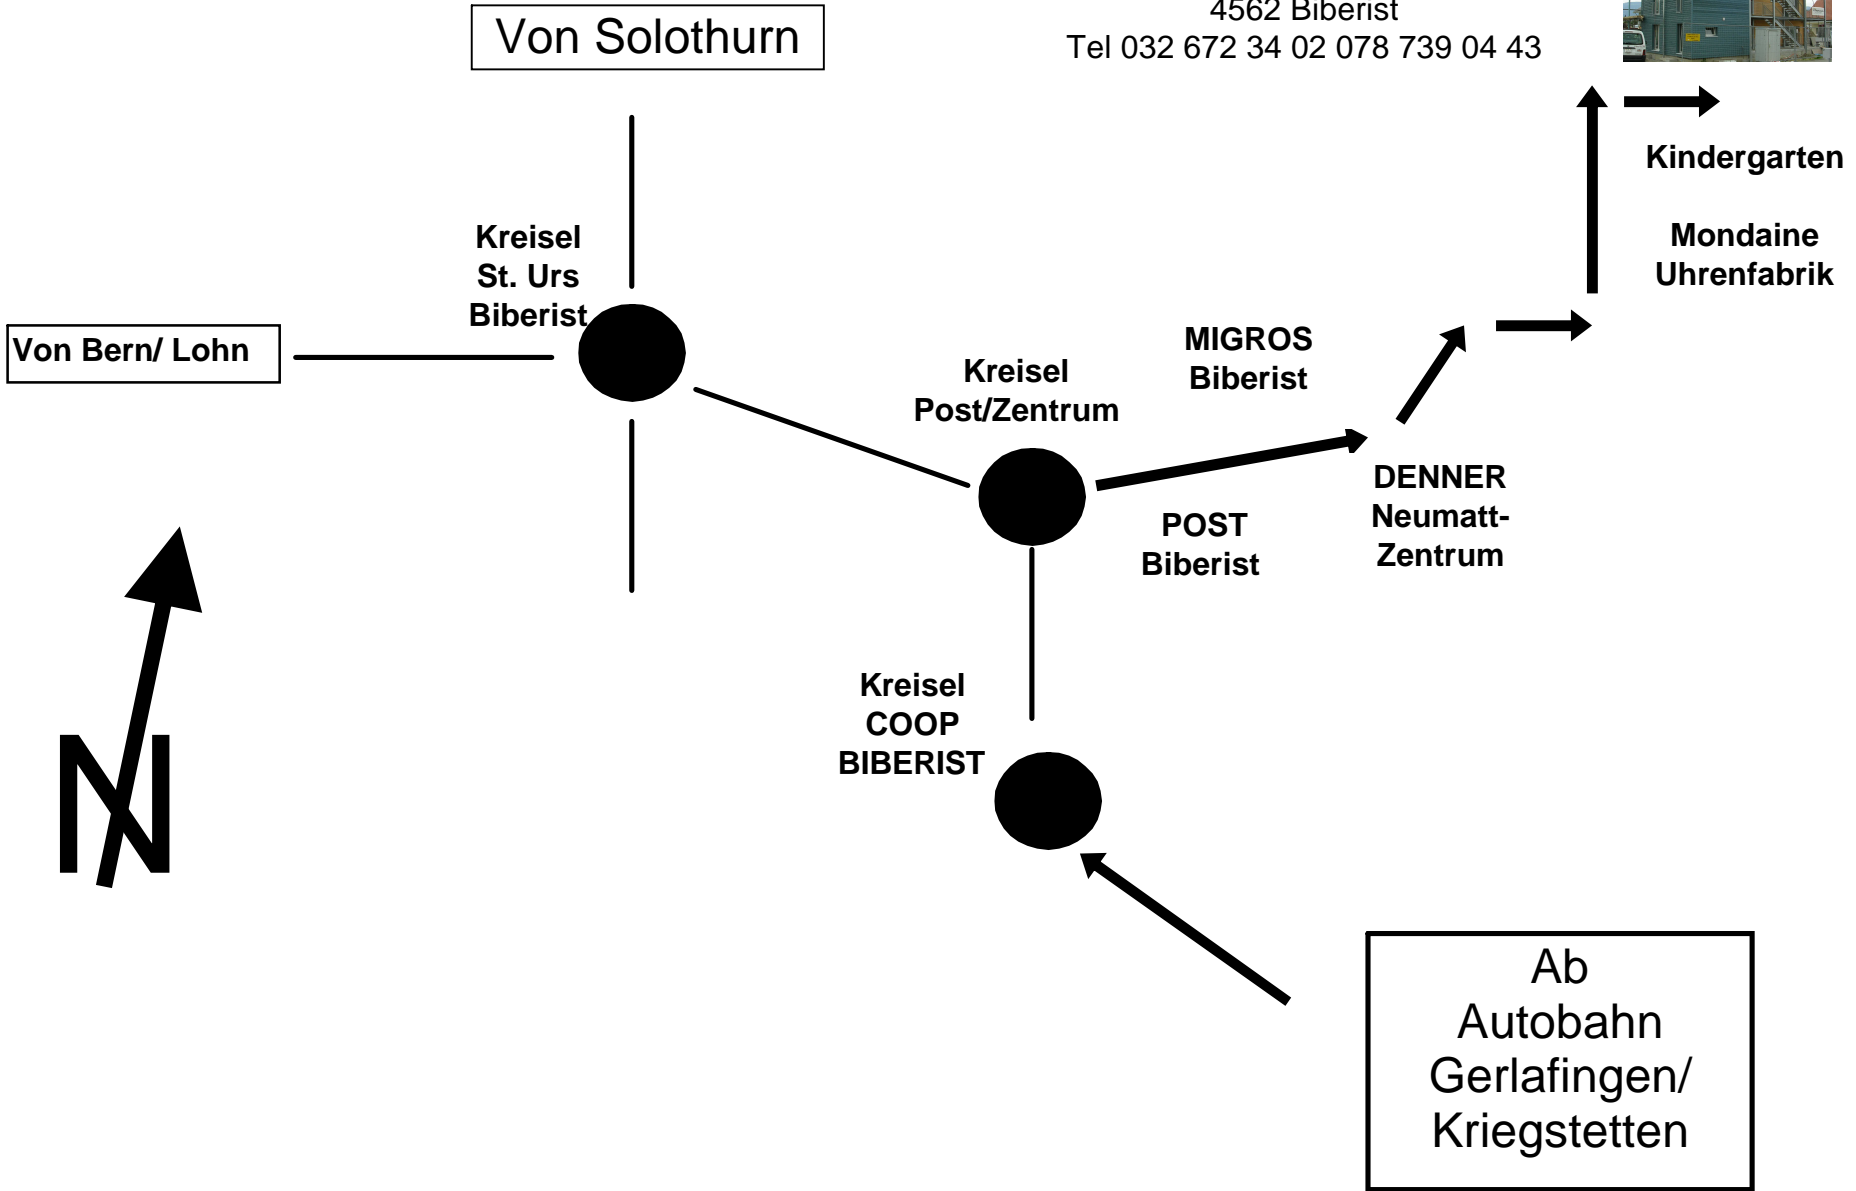 4562 Biberist
Tel 032 672 34 02 078 739 04 43
Von Solothurn
Kindergarten
Mondaine
Uhrenfabrik
Kreisel
St. Urs
Biberist
Von Bern/ Lohn
MIGROS
Biberist
Kreisel
Post/Zentrum
DENNER
Neumatt-
Zentrum
POST
Biberist
Kreisel
COOP
BIBERIST
N
Ab
Autobahn
Gerlafingen/
Kriegstetten